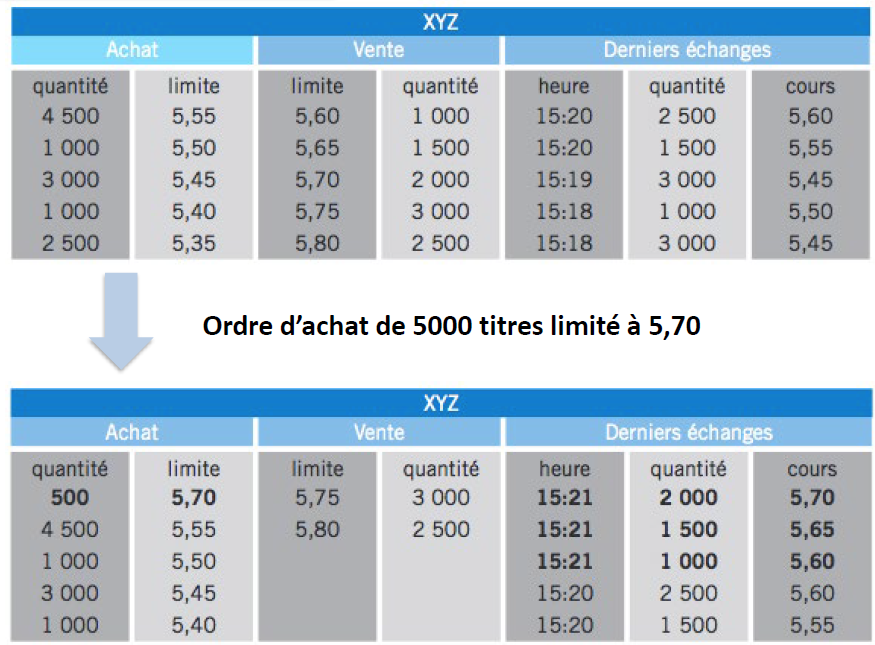 XYZ
Achat Vente Derniers échanges
quantité limite limite quantité heure quantité cours
4 500 5,55 5,60 1 000 15:20 2 500 5,60
1 000 5,50 5,65 1 500 15:20 1 500 5,55
3 000 5,45 5,70 2 000 15:19 3 000 5,45
1 000 5,40 5,75 3 000 15:18 1 000 5,50
2 500 5,35 5,80 2 500 15:18 3 000 5,45
Ordre d’achat de 5000 titres limité à 5,70
XYZ
Achat Vente Derniers échanges
quantité limite limite quantité heure quantité cours
500 5,70 5,75 3 000 15:21 2 000 5,70
4 500 5,55 5,80 2 500 15:21 1 500 5,65
1 000 5,50 15:21 1 000 5,60
3 000 5,45 15:20 2 500 5,60
1 000 5,40 15:20 1 500 5,55